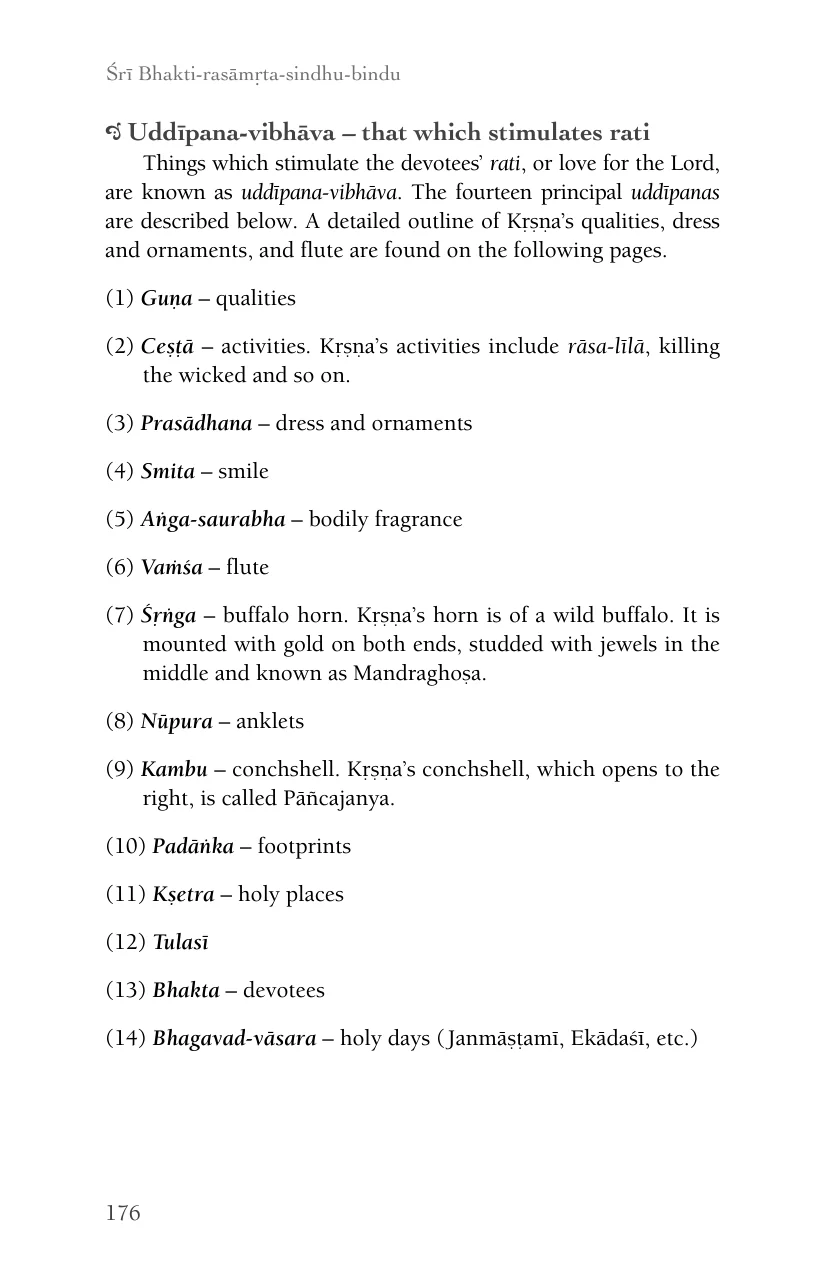 Śrī Bhakti-rasāmṛta-sindhu-bindu
Uddīpana-vibhāva – that which stimulates rati
Things which stimulate the devotees’ rati, or love for the Lord,
are known as uddīpana-vibhāva. The fourteen principal uddīpanas
are described below. A detailed outline of Kṛṣṇa’s qualities, dress
and ornaments, and flute are found on the following pages.
(1) Guṇa – qualities
(2) Ceṣṭā – activities. Kṛṣṇa’s activities include rāsa-līlā, killing
the wicked and so on.
(3) Prasādhana – dress and ornaments
(4) Smita – smile
(5) Aṅga-saurabha – bodily fragrance
(6) Vaṁśa – flute
(7) Śṛṅga – buffalo horn. Kṛṣṇa’s horn is of a wild buffalo. It is
mounted with gold on both ends, studded with jewels in the
middle and known as Mandraghoṣa.
(8) Nūpura – anklets
(9) Kambu – conchshell. Kṛṣṇa’s conchshell, which opens to the
right, is called Pāñcajanya.
(10) Padāṅka – footprints
(11) Kṣetra – holy places
(12) Tulasī
(13) Bhakta – devotees
(14) Bhagavad-vāsara – holy days (Janmāṣṭamī, Ekādaśī, etc.)
176